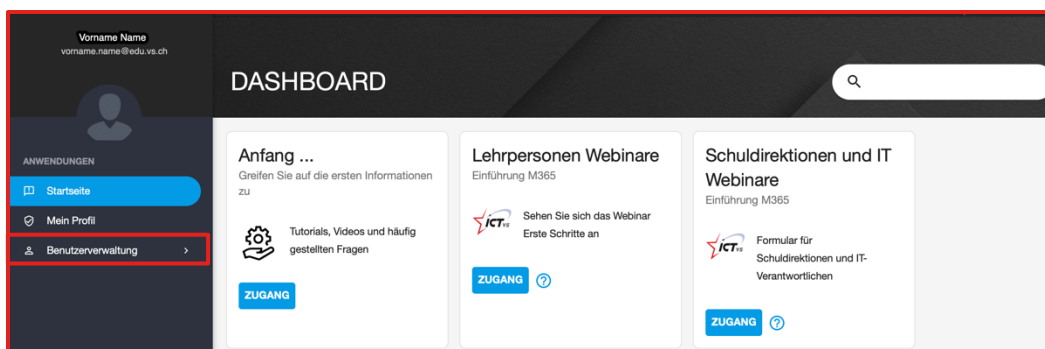 Vorname Name
vorname.name@edu.vs.ch
ANWENDUNGEN
Startseite
Mein Profil
Benutzerverwaltung
DASHBOARD
Anfang ...
Greifen Sie auf die ersten Informationen
zu
Tutorials, Videos und häufig
gestellten Fragen
ZUGANG
Lehrpersonen Webinare
Einführung M365
ICTvs
Sehen Sie sich das Webinar
Erste Schritte an
ZUGANG
Schuldirektionen und IT
Webinare
Einführung M365
ICTvs
Formular für
Schuldirektionen und IT-
Verantwortlichen
ZUGANG